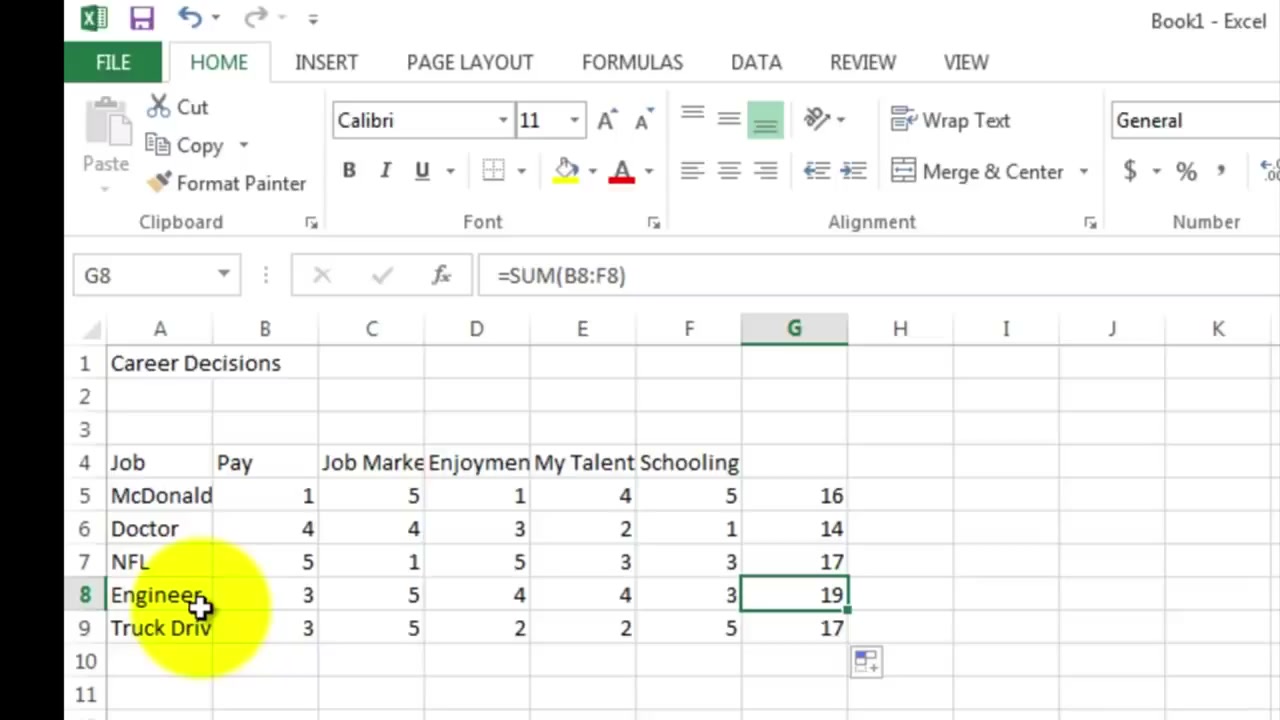 Book1 - Excel
FILE HOME INSERT PAGE LAYOUT FORMULAS DATA REVIEW VIEW
Paste
Cut
Copy
Format Painter
Clipboard
Calibri 11
B I U
Font
Wrap Text
Merge & Center
Alignment
General
$ % ,
Number
G8 fx =SUM(B8:F8)
A B C D E F G H I J K
1 Career Decisions
2
3
4 Job Pay Job Marke Enjoymen My Talent Schooling
5 McDonald 1 5 1 4 5 16
6 Doctor 4 4 3 2 1 14
7 NFL 5 1 5 3 3 17
8 Engineer 3 5 4 4 3 19
9 Truck Driv 3 5 2 2 5 17
10
11